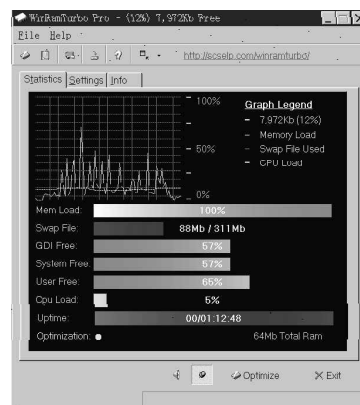 WinRamTurbo Pro - (12%) 7,972Kb Free
File Help
http://scselp.com/winramturbo/
Statistics Settings Info
100%
50%
0%
Graph Legend
7,972Kb (12%)
Memory Load
Swap File Used
CPU Load
Mem Load: 100%
Swap File: 88Mb / 311Mb
GDI Free: 57%
System Free: 57%
User Free: 65%
Cpu Load: 5%
Uptime: 00/01:12:48
Optimization: 64Mb Total Ram
Optimize Exit